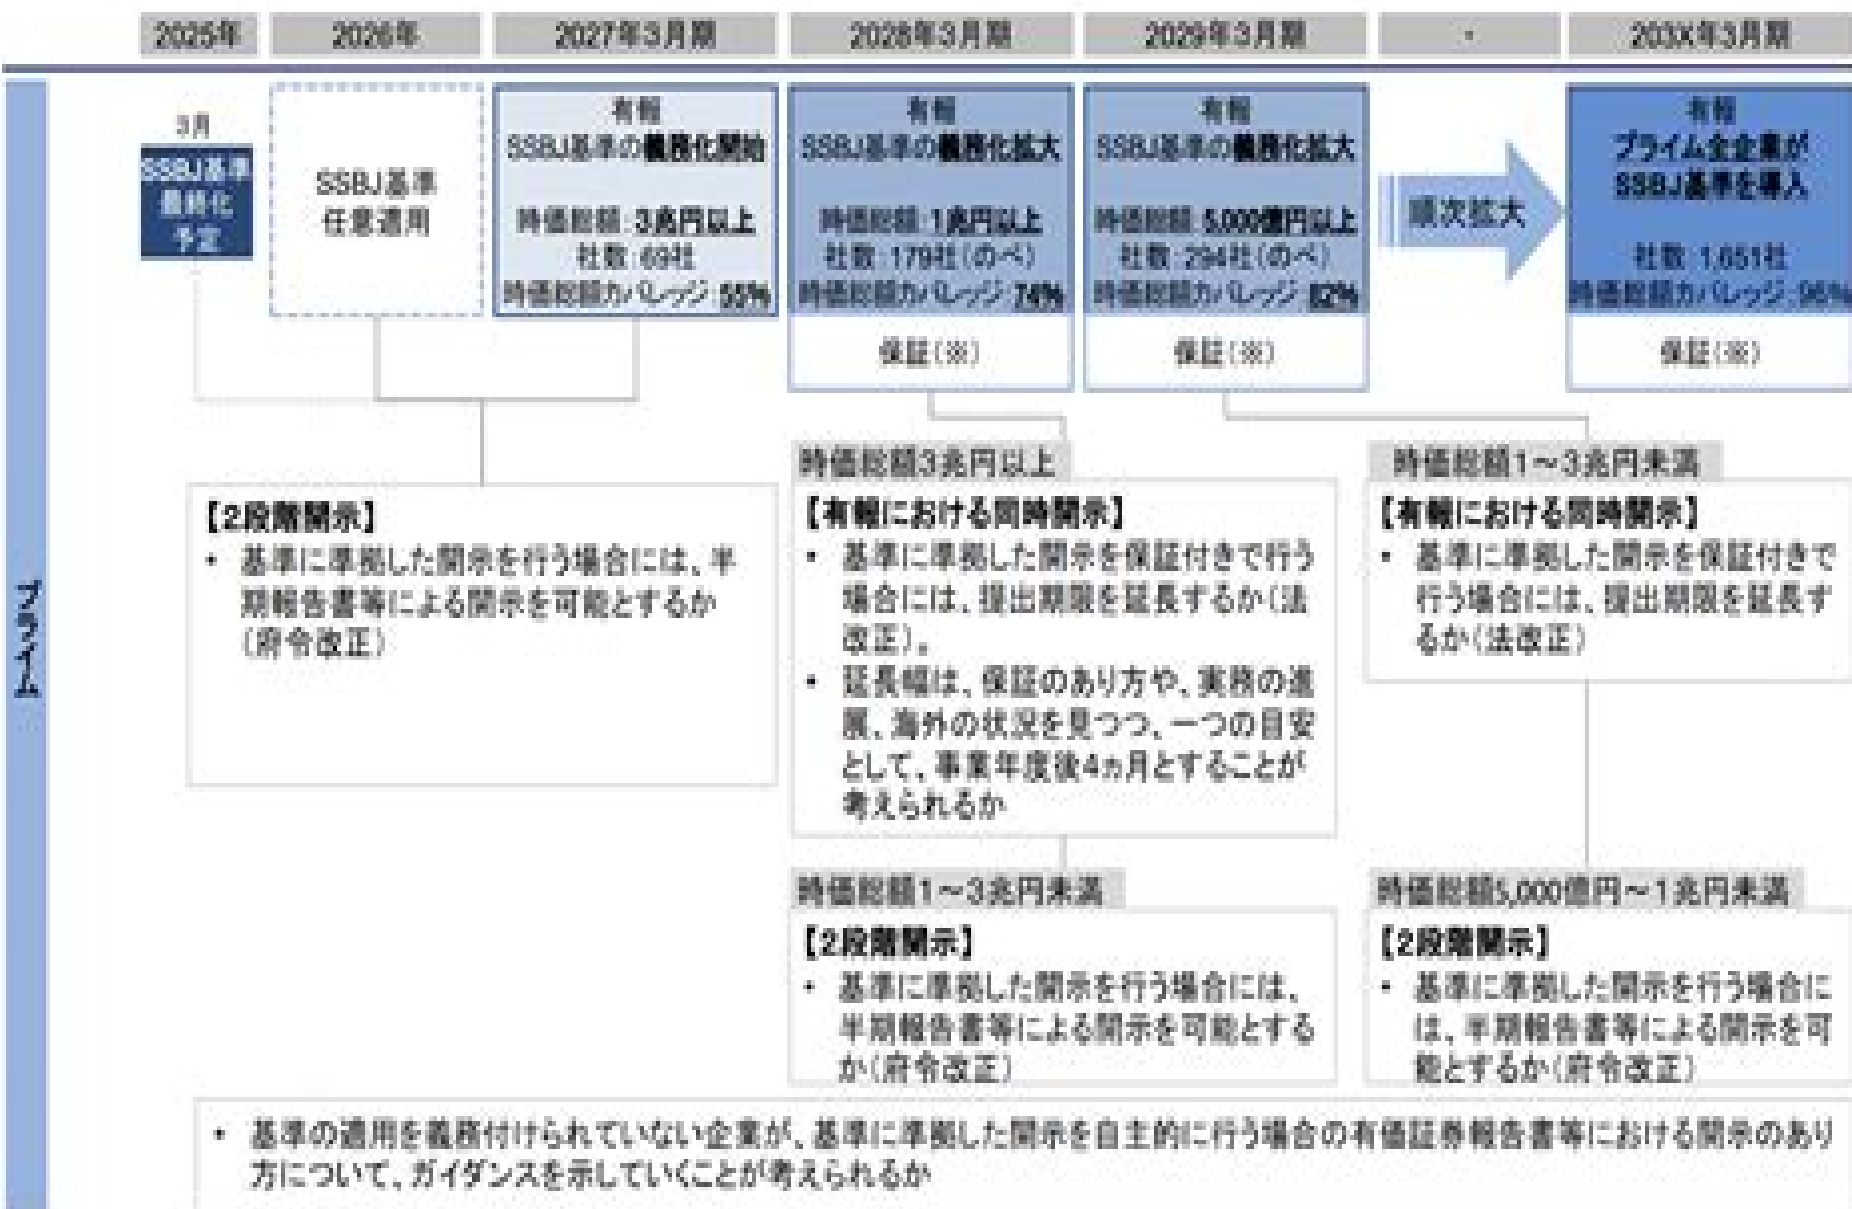 2025年
2026年
2027年3月期
2028年3月期
2029年3月期
・
203X年3月期
プライム
3月
SSBJ基準
最終化
予定
SSBJ基準
任意適用
有報
SSBJ基準の義務化開始
時価総額：3兆円以上
社数：69社
時価総額カバレッジ：55%
有報
SSBJ基準の義務化拡大
時価総額：1兆円以上
社数：179社（のべ）
時価総額カバレッジ：74%
保証（※）
有報
SSBJ基準の義務化拡大
時価総額：5,000億円以上
社数：294社（のべ）
時価総額カバレッジ：82%
保証（※）
順次拡大
有報
プライム全企業が
SSBJ基準を導入
社数：1,651社
時価総額カバレッジ：96%
保証（※）
【2段階開示】
・ 基準に準拠した開示を行う場合には、半
期報告書等による開示を可能とするか
（府令改正）
時価総額3兆円以上
【有報における同時開示】
・ 基準に準拠した開示を保証付きで行う
場合には、提出期限を延長するか（法
改正）。
・ 延長幅は、保証のあり方や、実務の進
展、海外の状況を見つつ、一つの目安
として、事業年度後4ヵ月とすることが
考えられるか
時価総額1～3兆円未満
【2段階開示】
・ 基準に準拠した開示を行う場合には、
半期報告書等による開示を可能とする
か（府令改正）
時価総額1～3兆円未満
【有報における同時開示】
・ 基準に準拠した開示を保証付きで
行う場合には、提出期限を延長す
るか（法改正）
時価総額5,000億円～1兆円未満
【2段階開示】
・ 基準に準拠した開示を行う場合に
は、半期報告書等による開示を可
能とするか（府令改正）
・ 基準の適用を義務付けられていない企業が、基準に準拠した開示を自主的に行う場合の有価証券報告書等における開示のあり
方について、ガイダンスを示していくことが考えられるか